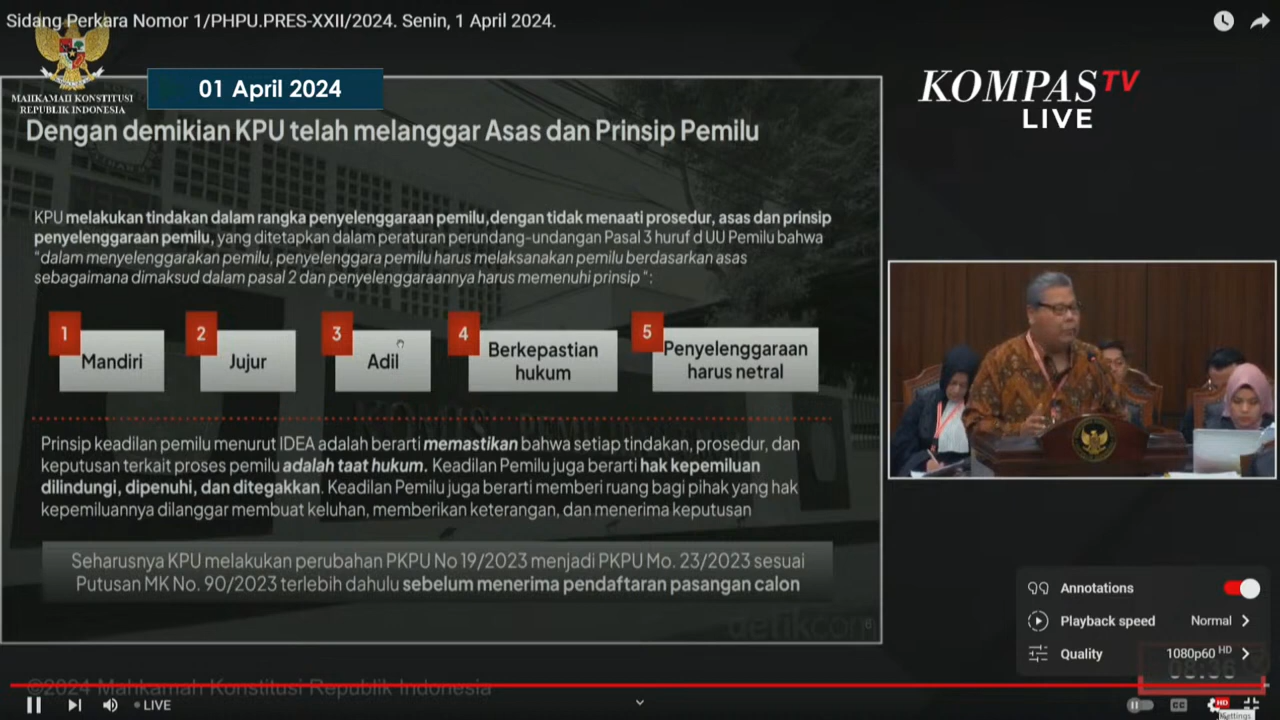 Sidang Perkara Nomor 1/PHPU.PRES-XXII/2024. Senin, 1 April 2024.
MAHKAMAH KONSTITUSI
REPUBLIK INDONESIA
01 April 2024
KOMPAS TV
LIVE
Dengan demikian KPU telah melanggar Asas dan Prinsip Pemilu
KPU melakukan tindakan dalam rangka penyelenggaraan pemilu,dengan tidak menaati prosedur, asas dan prinsip
penyelenggaraan pemilu, yang ditetapkan dalam peraturan perundang-undangan Pasal 3 huruf d UU Pemilu bahwa
"dalam menyelenggarakan pemilu, penyelenggara pemilu harus melaksanakan pemilu berdasarkan asas
sebagaimana dimaksud dalam pasal 2 dan penyelenggaraannya harus memenuhi prinsip ":
1
Mandiri
2
Jujur
3
Adil
4
Berkepastian
hukum
5
Penyelenggaraan
harus netral
Prinsip keadilan pemilu menurut IDEA adalah berarti memastikan bahwa setiap tindakan, prosedur, dan
keputusan terkait proses pemilu adalah taat hukum. Keadilan Pemilu juga berarti hak kepemiluan
dilindungi, dipenuhi, dan ditegakkan. Keadilan Pemilu juga berarti memberi ruang bagi pihak yang hak
kepemiluannya dilanggar membuat keluhan, memberikan keterangan, dan menerima keputusan
Seharusnya KPU melakukan perubahan PKPU No 19/2023 menjadi PKPU Mo. 23/2023 sesuai
Putusan MK No. 90/2023 terlebih dahulu sebelum menerima pendaftaran pasangan calon
detikcom
6
Annotations
Playback speed Normal
Quality 1080p60 HD
08:36
©2024 Mahkamah Konstitusi Republik Indonesia
LIVE
CC
HD
Settings